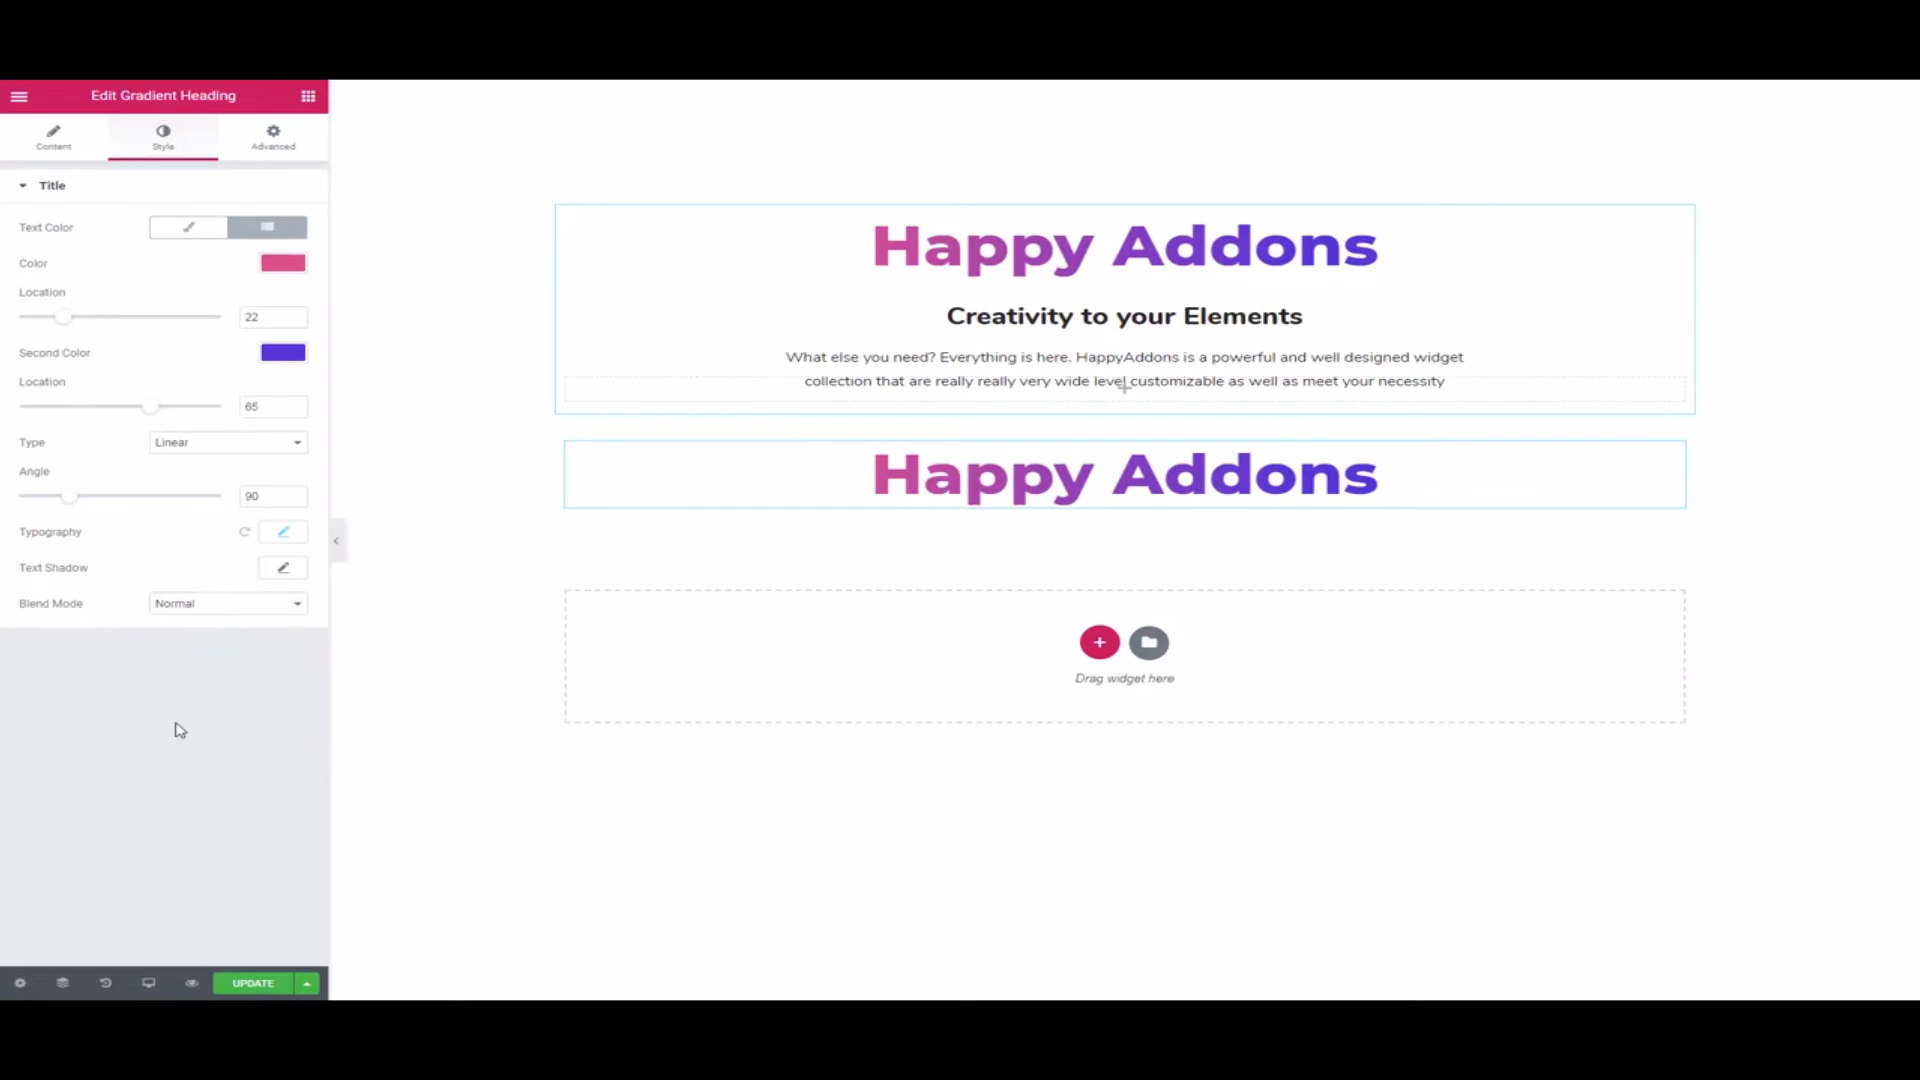 Edit Gradient Heading
Content
Style
Advanced
Title
Text Color
Color
Location
22
Second Color
Location
65
Type
Linear
Angle
90
Typography
Text Shadow
Blend Mode
Normal
UPDATE
Happy Addons
Creativity to your Elements
What else you need? Everything is here. HappyAddons is a powerful and well designed widget
collection that are really really very wide level customizable as well as meet your necessity
Happy Addons
Drag widget here